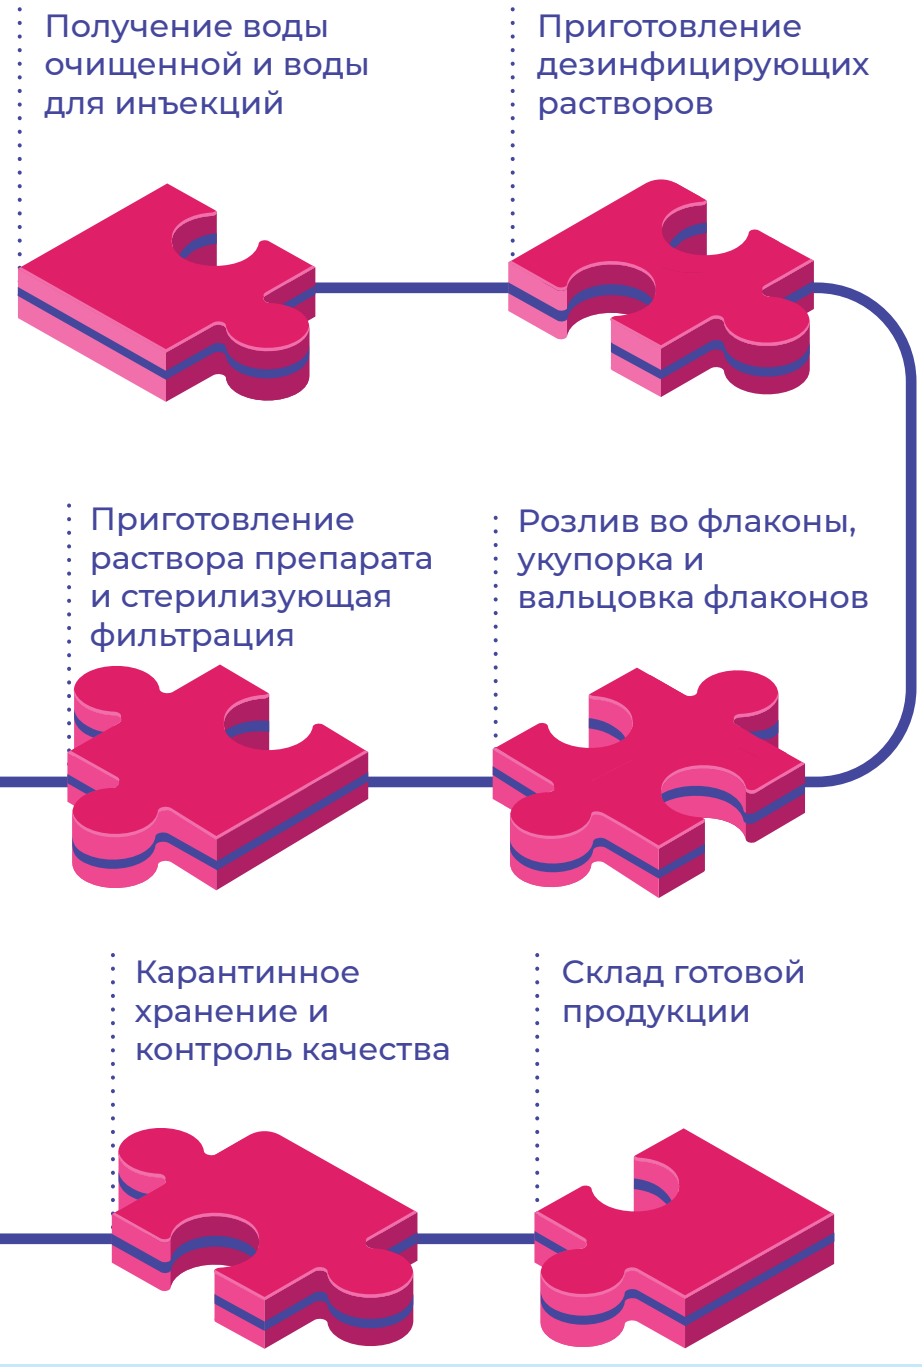 Получение воды
очищенной и воды
для инъекций
Приготовление
дезинфицирующих
растворов
Приготовление
раствора препарата
и стерилизующая
фильтрация
Розлив во флаконы,
укупорка и
вальцовка флаконов
Карантинное
хранение и
контроль качества
Склад готовой
продукции